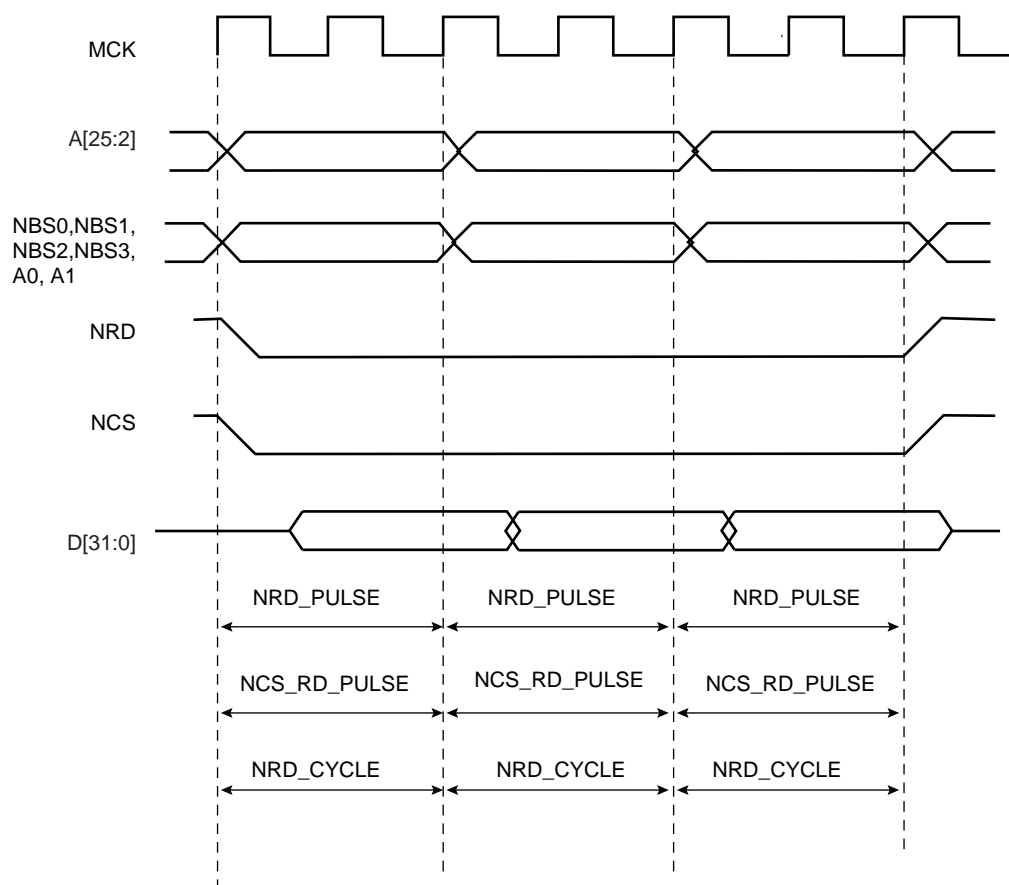 MCK
A[25:2]
NBS0,NBS1,
NBS2,NBS3,
A0, A1
NRD
NCS
D[31:0]
NRD_PULSE NRD_PULSE NRD_PULSE
NCS_RD_PULSE NCS_RD_PULSE NCS_RD_PULSE
NRD_CYCLE NRD_CYCLE NRD_CYCLE